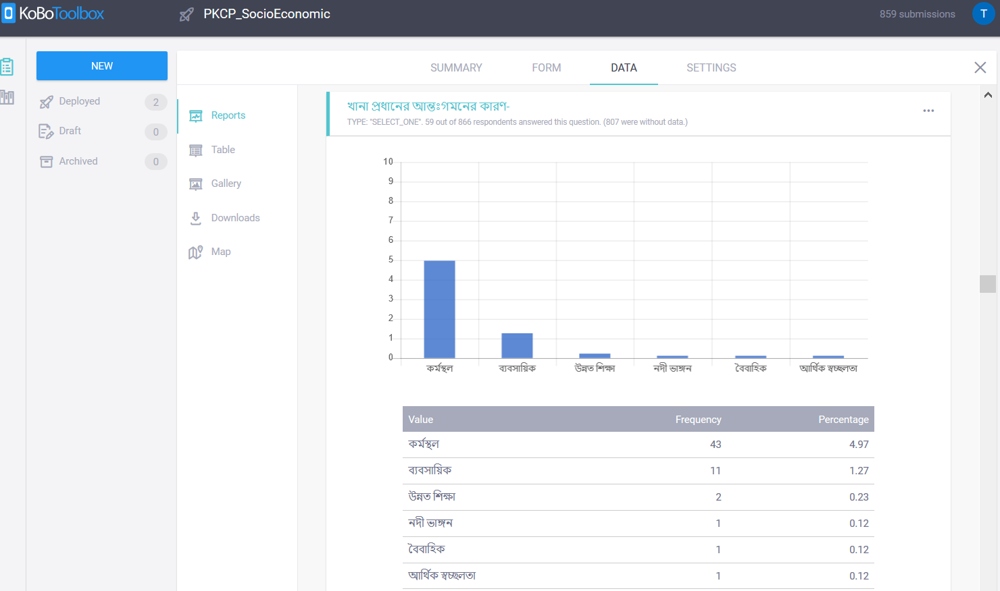 KoBoToolbox
PKCP_SocioEconomic
859 submissions
T
NEW
Deployed 2
Draft 0
Archived 0
SUMMARY FORM DATA SETTINGS
Reports
Table
Gallery
Downloads
Map
খানা প্রধানের আন্তঃগমনের কারণ-
TYPE: "SELECT_ONE". 59 out of 866 respondents answered this question. (807 were without data.)
10
9
8
7
6
5
4
3
2
1
0
কর্মস্থল ব্যবসায়িক উন্নত শিক্ষা নদী ভাঙ্গন বৈবাহিক আর্থিক স্বচ্ছলতা
Value Frequency Percentage
কর্মস্থল 43 4.97
ব্যবসায়িক 11 1.27
উন্নত শিক্ষা 2 0.23
নদী ভাঙ্গন 1 0.12
বৈবাহিক 1 0.12
আর্থিক স্বচ্ছলতা 1 0.12